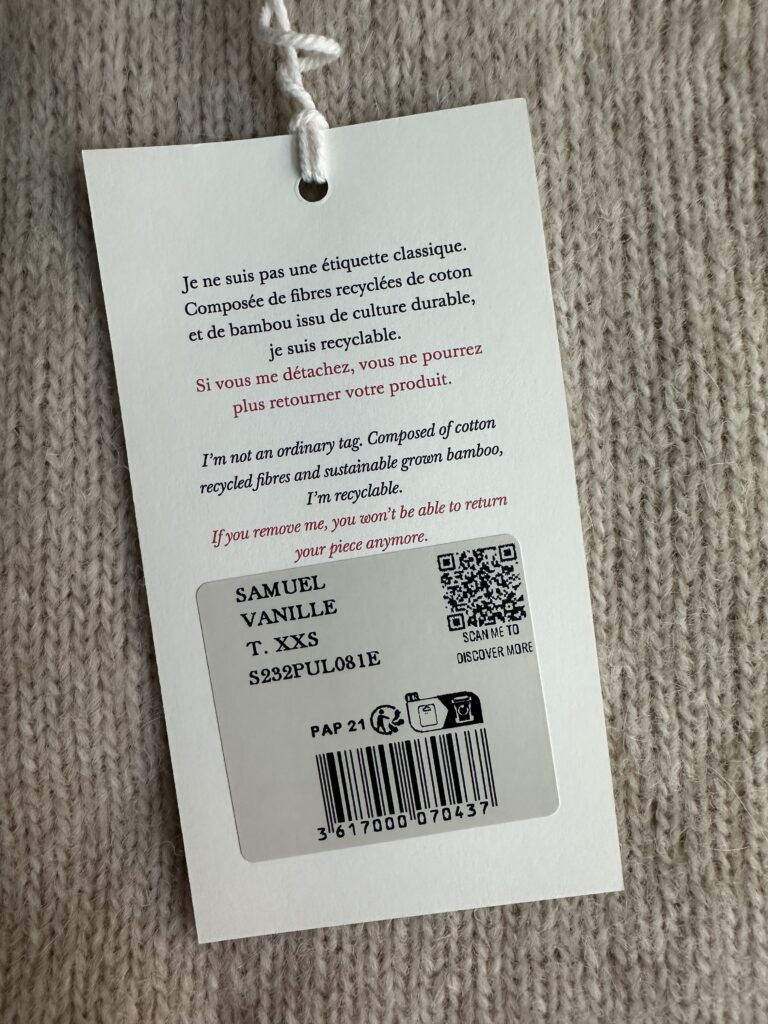 Je ne suis pas une étiquette classique.
Composée de fibres recyclées de coton
et de bambou issu de culture durable,
je suis recyclable.
Si vous me détachez, vous ne pourrez
plus retourner votre produit.
I'm not an ordinary tag. Composed of cotton
recycled fibres and sustainable grown bamboo,
I'm recyclable.
If you remove me, you won't be able to return
your piece anymore.
SAMUEL
VANILLE
T. XXS
S232PUL081E
SCAN ME TO
DISCOVER MORE
FR
PAP 21
3 617000 070437